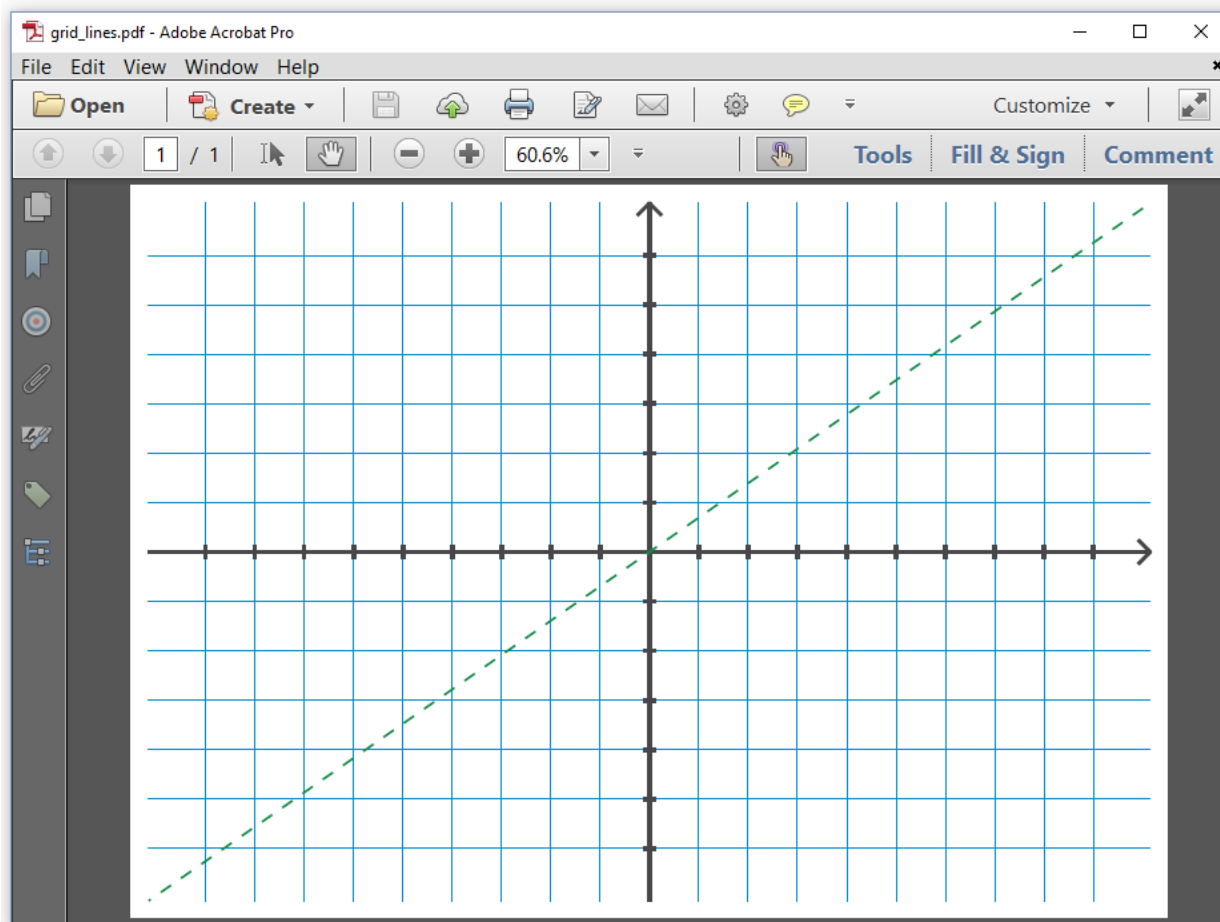 grid_lines.pdf - Adobe Acrobat Pro
File Edit View Window Help
Open Create Customize
1 / 1 60.6% Tools Fill & Sign Comment